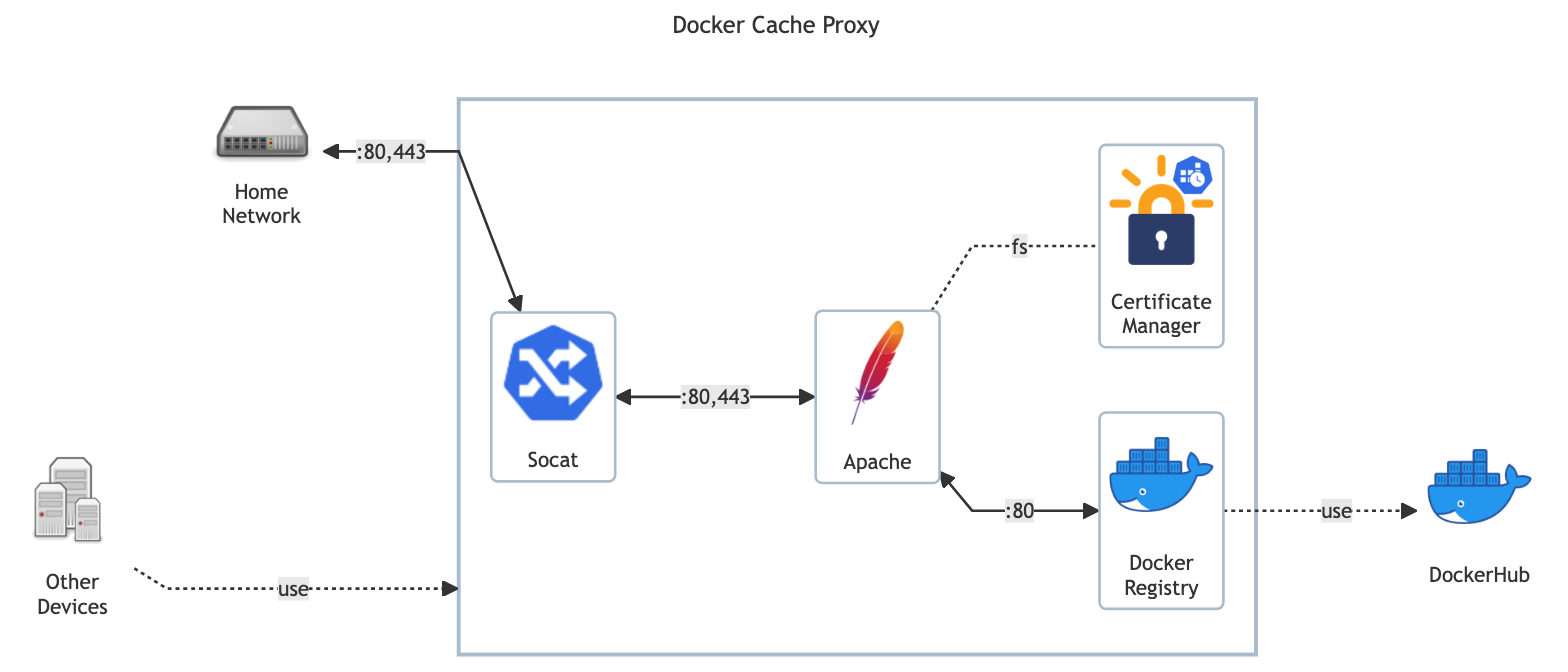 Docker Cache Proxy
:80,443
Home
Network
fs
Certificate
Manager
:80,443
Socat
Apache
:80
use
Docker
Registry
DockerHub
Other
Devices
use